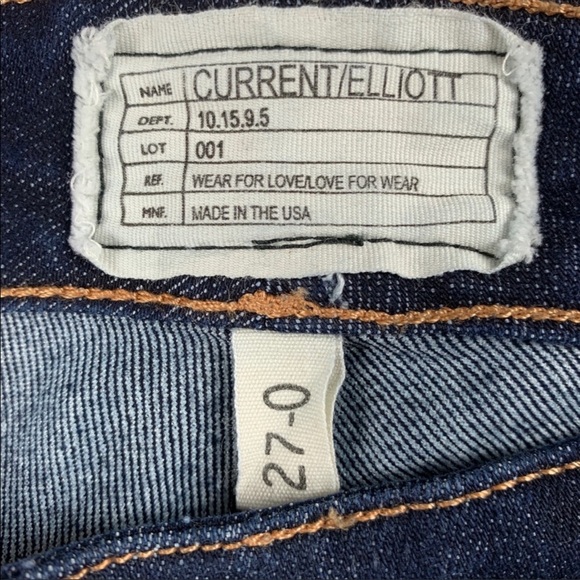 NAME CURRENT/ELLIOTT
DEPT. 10.15.9.5
LOT 001
REF. WEAR FOR LOVE/LOVE FOR WEAR
MNF. MADE IN THE USA
27-0